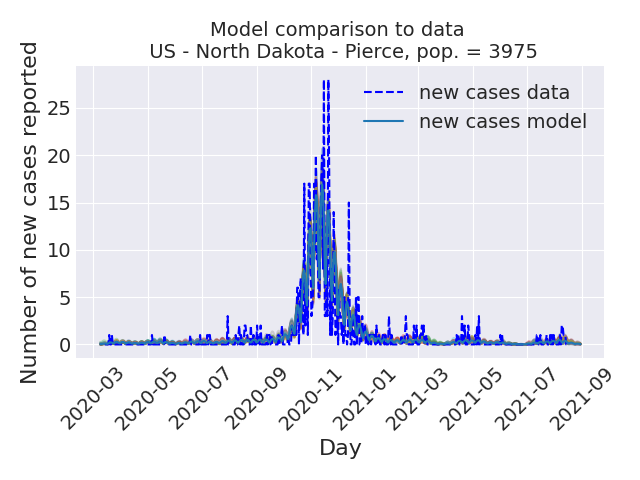 Model comparison to data
US - North Dakota - Pierce, pop. = 3975
Number of new cases reported
25
20
15
10
5
0
new cases data
new cases model
2020-03
2020-05
2020-07
2020-09
2020-11
2021-01
2021-03
2021-05
2021-07
2021-09
Day